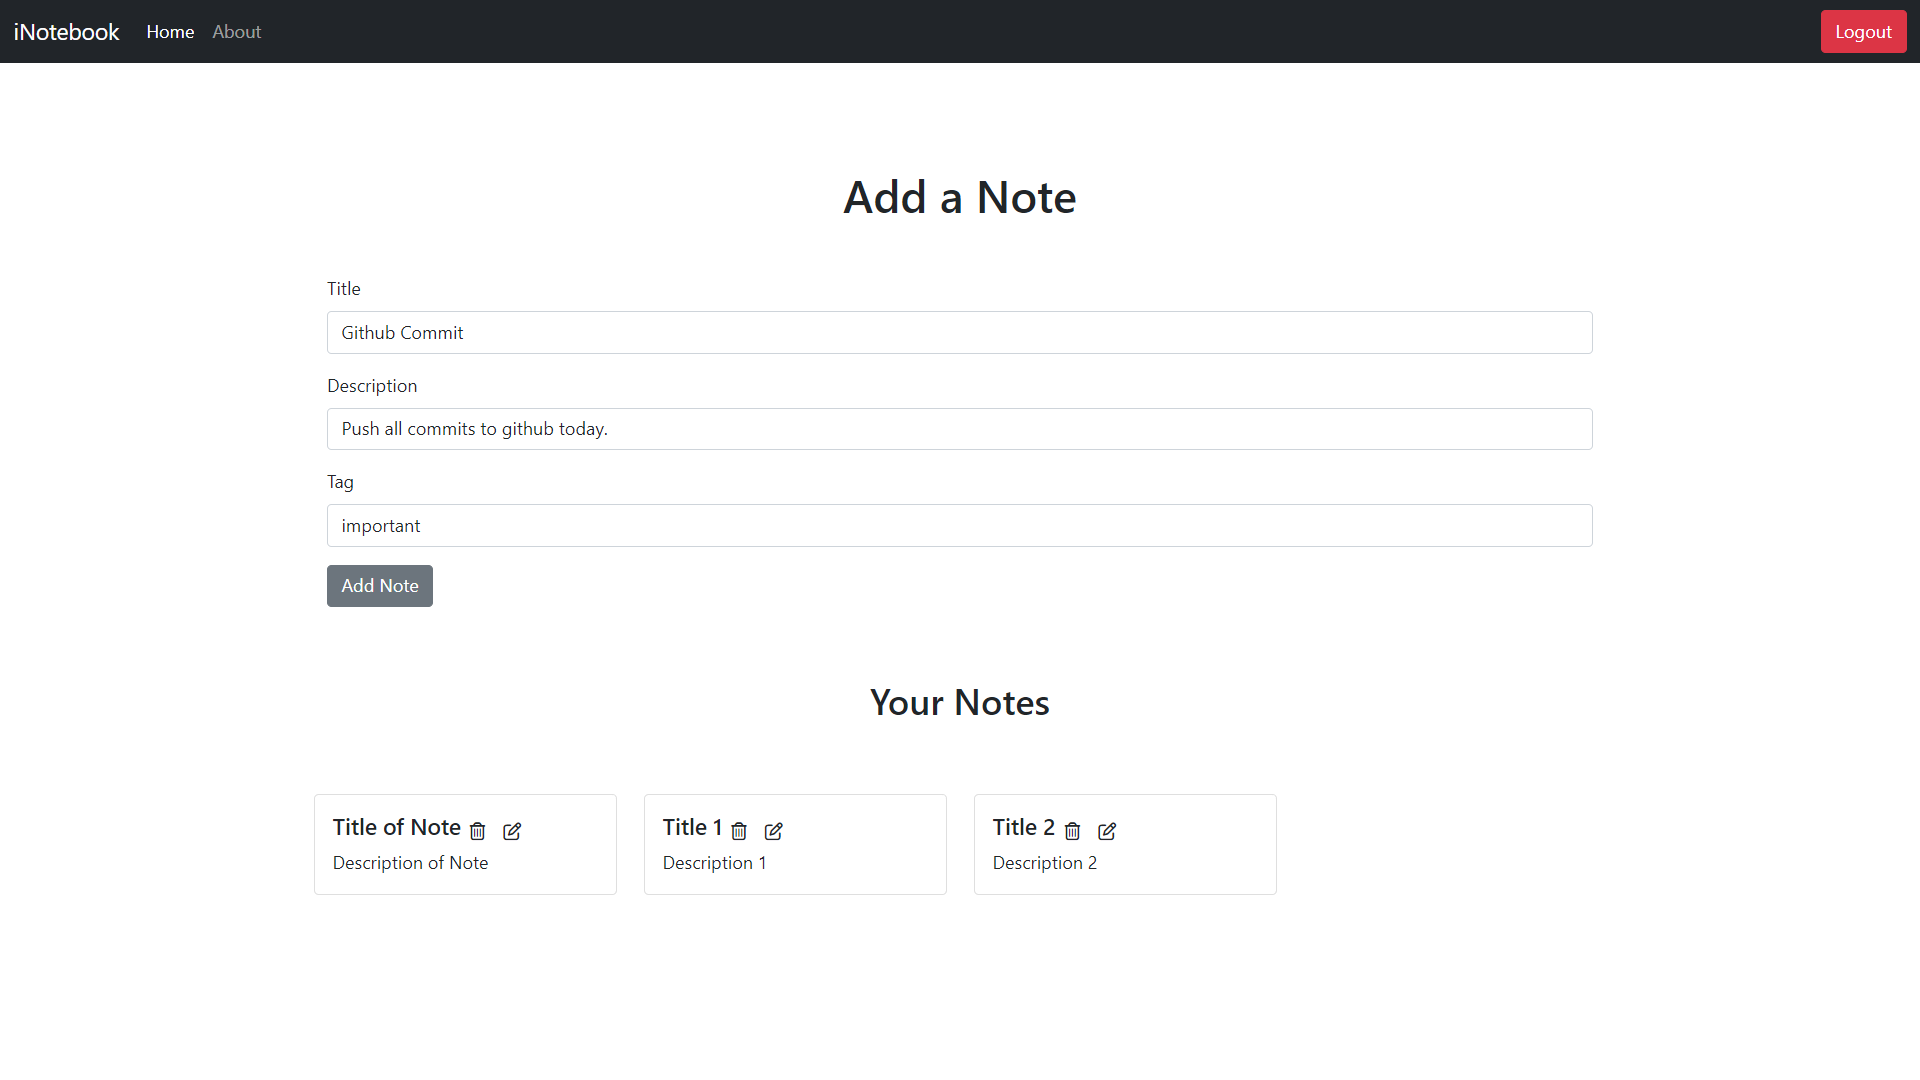 iNotebook Home About Logout
Add a Note
Title
Github Commit
Description
Push all commits to github today.
Tag
important
Add Note
Your Notes
Title of Note
Description of Note
Title 1
Description 1
Title 2
Description 2